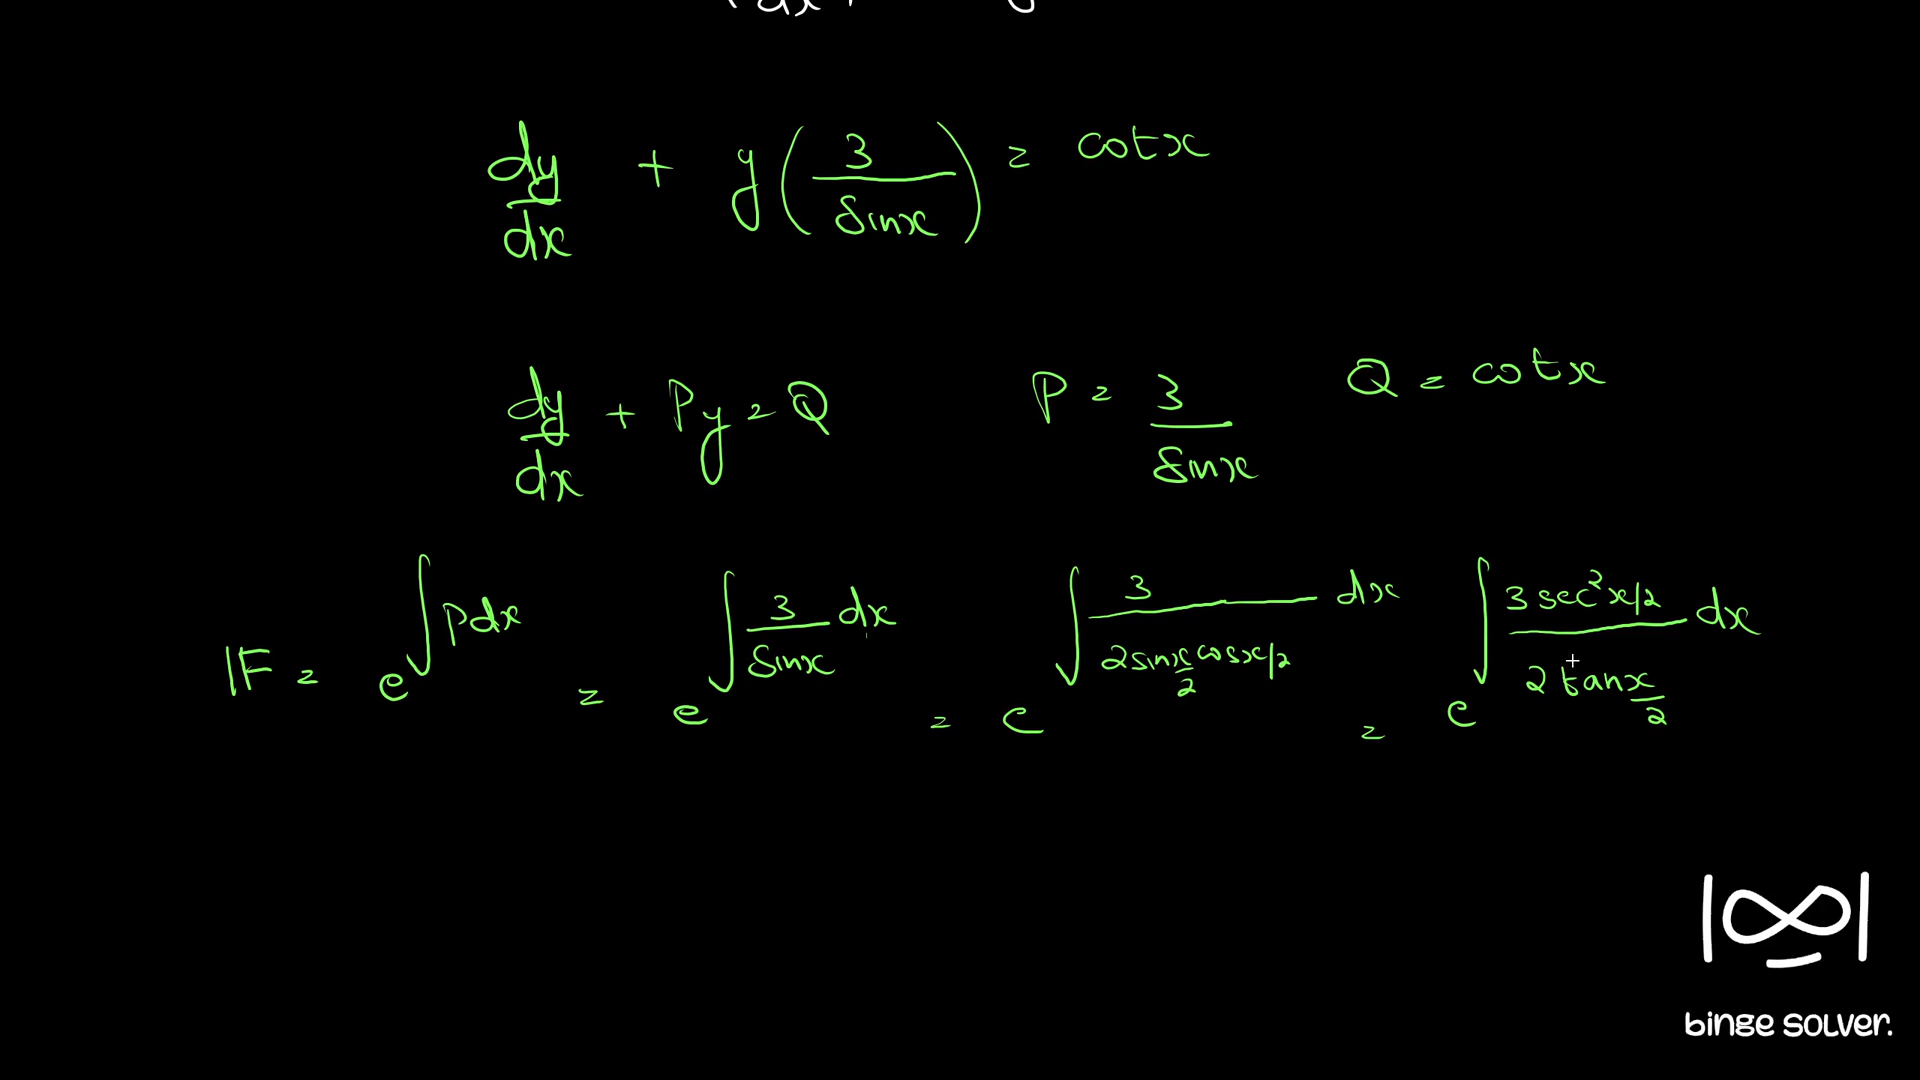 dy/dx + y(3/sinx) = cotx
dy/dx + Py = Q P = 3/sinx Q = cotx
IF = e^∫Pdx = e^∫3/sinx dx = e^∫3/(2sinx/2 cosx/2) dx = e^∫(3sec²x/2)/(2tanx/2) dx
binge solver.